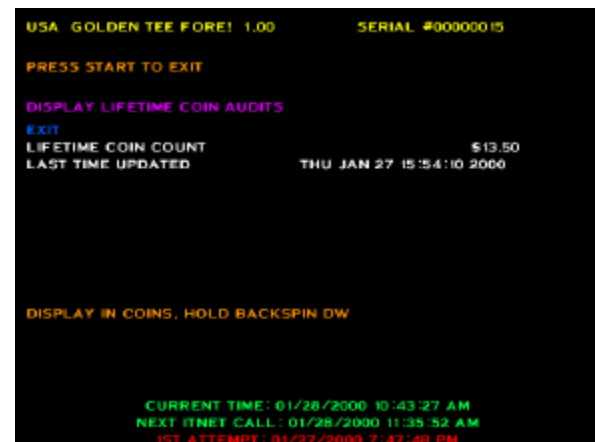 USA GOLDEN TEE FORE! 1.00 SERIAL #00000015
PRESS START TO EXIT
DISPLAY LIFETIME COIN AUDITS
EXIT
LIFETIME COIN COUNT $13.50
LAST TIME UPDATED THU JAN 27 15:54:10 2000
DISPLAY IN COINS, HOLD BACKSPIN DW
CURRENT TIME: 01/28/2000 10:43:27 AM
NEXT ITNET CALL: 01/28/2000 11:35:52 AM
1ST ATTEMPT: 01/27/2000 7:47:48 PM